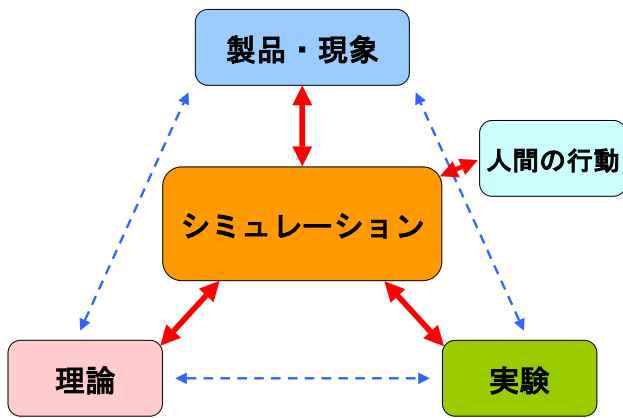 製品・現象
人間の行動
シミュレーション
理論
実験